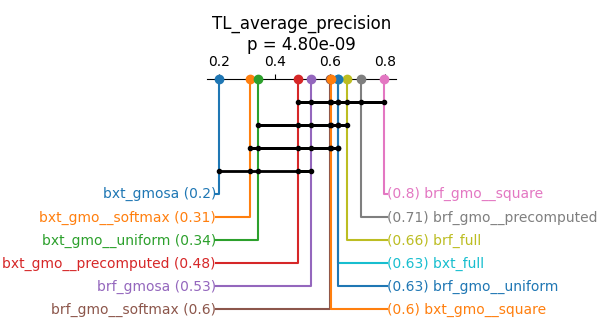 TL_average_precision
p = 4.80e-09
0.2 0.4 0.6 0.8
bxt_gmosa (0.2) (0.8) brf_gmo__square
bxt_gmo__softmax (0.31) (0.71) brf_gmo__precomputed
bxt_gmo__uniform (0.34) (0.66) brf_full
bxt_gmo__precomputed (0.48) (0.63) bxt_full
brf_gmosa (0.53) (0.63) brf_gmo__uniform
brf_gmo__softmax (0.6) (0.6) bxt_gmo__square